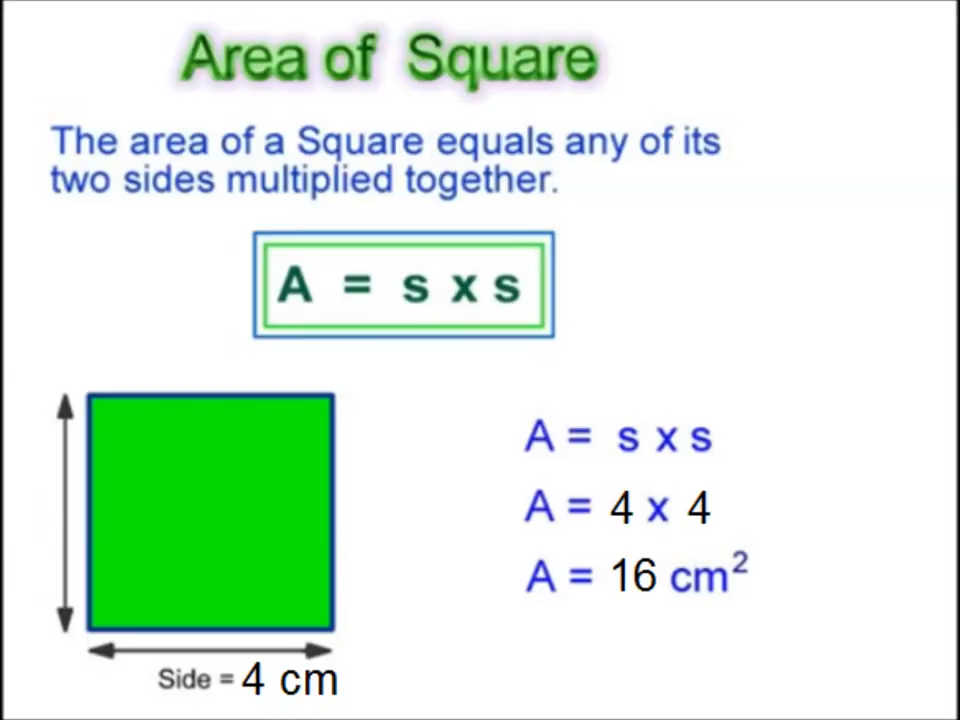 Area of Square
The area of a Square equals any of its
two sides multiplied together.
A = s x s
A = s x s
A = 4 x 4
A = 16 cm²
Side = 4 cm